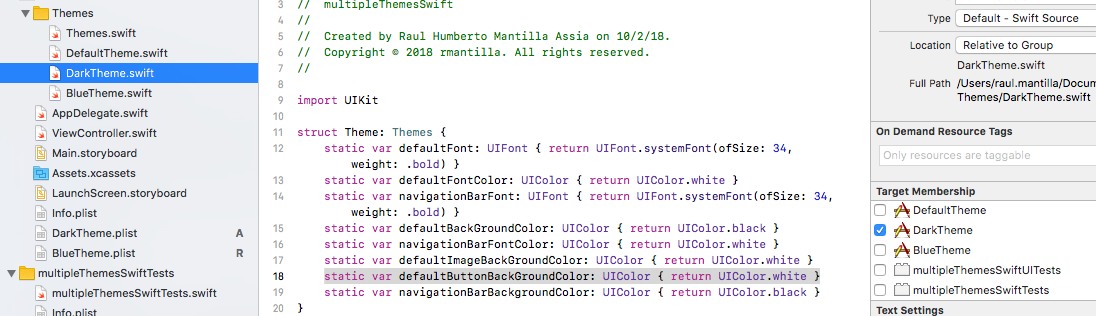 Themes
Themes.swift
DefaultTheme.swift
DarkTheme.swift
BlueTheme.swift
AppDelegate.swift
ViewController.swift
Main.storyboard
Assets.xcassets
LaunchScreen.storyboard
Info.plist
DarkTheme.plist A
BlueTheme.plist R
multipleThemesSwiftTests
multipleThemesSwiftTests.swift
Info.plist
3 // multipleThemesSwift
4 //
5 // Created by Raul Humberto Mantilla Assia on 10/2/18.
6 // Copyright © 2018 rmantilla. All rights reserved.
7 //
8
9 import UIKit
10
11 struct Theme: Themes {
12 static var defaultFont: UIFont { return UIFont.systemFont(ofSize: 34,
weight: .bold) }
13 static var defaultFontColor: UIColor { return UIColor.white }
14 static var navigationBarFont: UIFont { return UIFont.systemFont(ofSize: 34,
weight: .bold) }
15 static var defaultBackGroundColor: UIColor { return UIColor.black }
16 static var navigationBarFontColor: UIColor { return UIColor.white }
17 static var defaultImageBackGroundColor: UIColor { return UIColor.white }
18 static var defaultButtonBackGroundColor: UIColor { return UIColor.white }
19 static var navigationBarBackgroundColor: UIColor { return UIColor.black }
20 }
Type Default - Swift Source
Location Relative to Group
DarkTheme.swift
Full Path /Users/raul.mantilla/Docum
Themes/DarkTheme.swift
On Demand Resource Tags
Only resources are taggable
Target Membership
DefaultTheme
DarkTheme
BlueTheme
multipleThemesSwiftUITests
multipleThemesSwiftTests
Text Settings